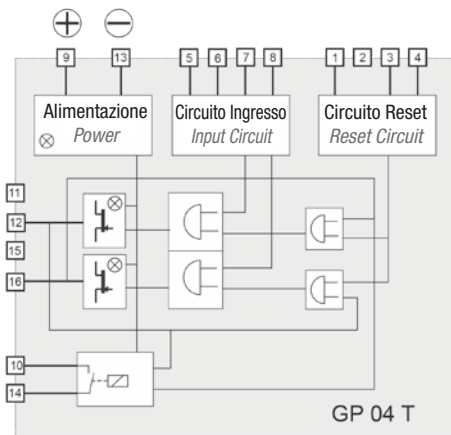 9 13 5 6 7 8 1 2 3 4
Alimentazione
Power
Circuito Ingresso
Input Circuit
Circuito Reset
Reset Circuit
11
12
15
16
10
14
GP 04 T